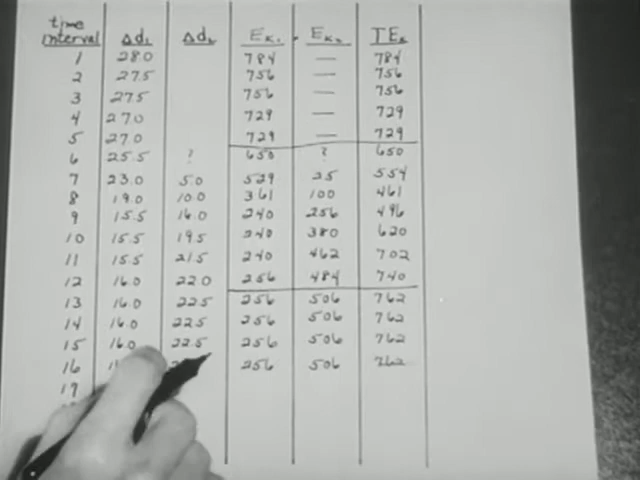 time interval Δd₁ Δd₂ Eₖ₁ Eₖ₂ TEₖ
1 28.0 784 — 784
2 27.5 756 — 756
3 27.5 756 — 756
4 27.0 729 — 729
5 27.0 729 — 729
6 25.5 ? 650 ? 650
7 23.0 5.0 529 25 554
8 19.0 10.0 361 100 461
9 15.5 16.0 240 256 496
10 15.5 19.5 240 380 620
11 15.5 21.5 240 462 702
12 16.0 22.0 256 484 740
13 16.0 22.5 256 506 762
14 16.0 22.5 256 506 762
15 16.0 22.5 256 506 762
16 256 506 762
19